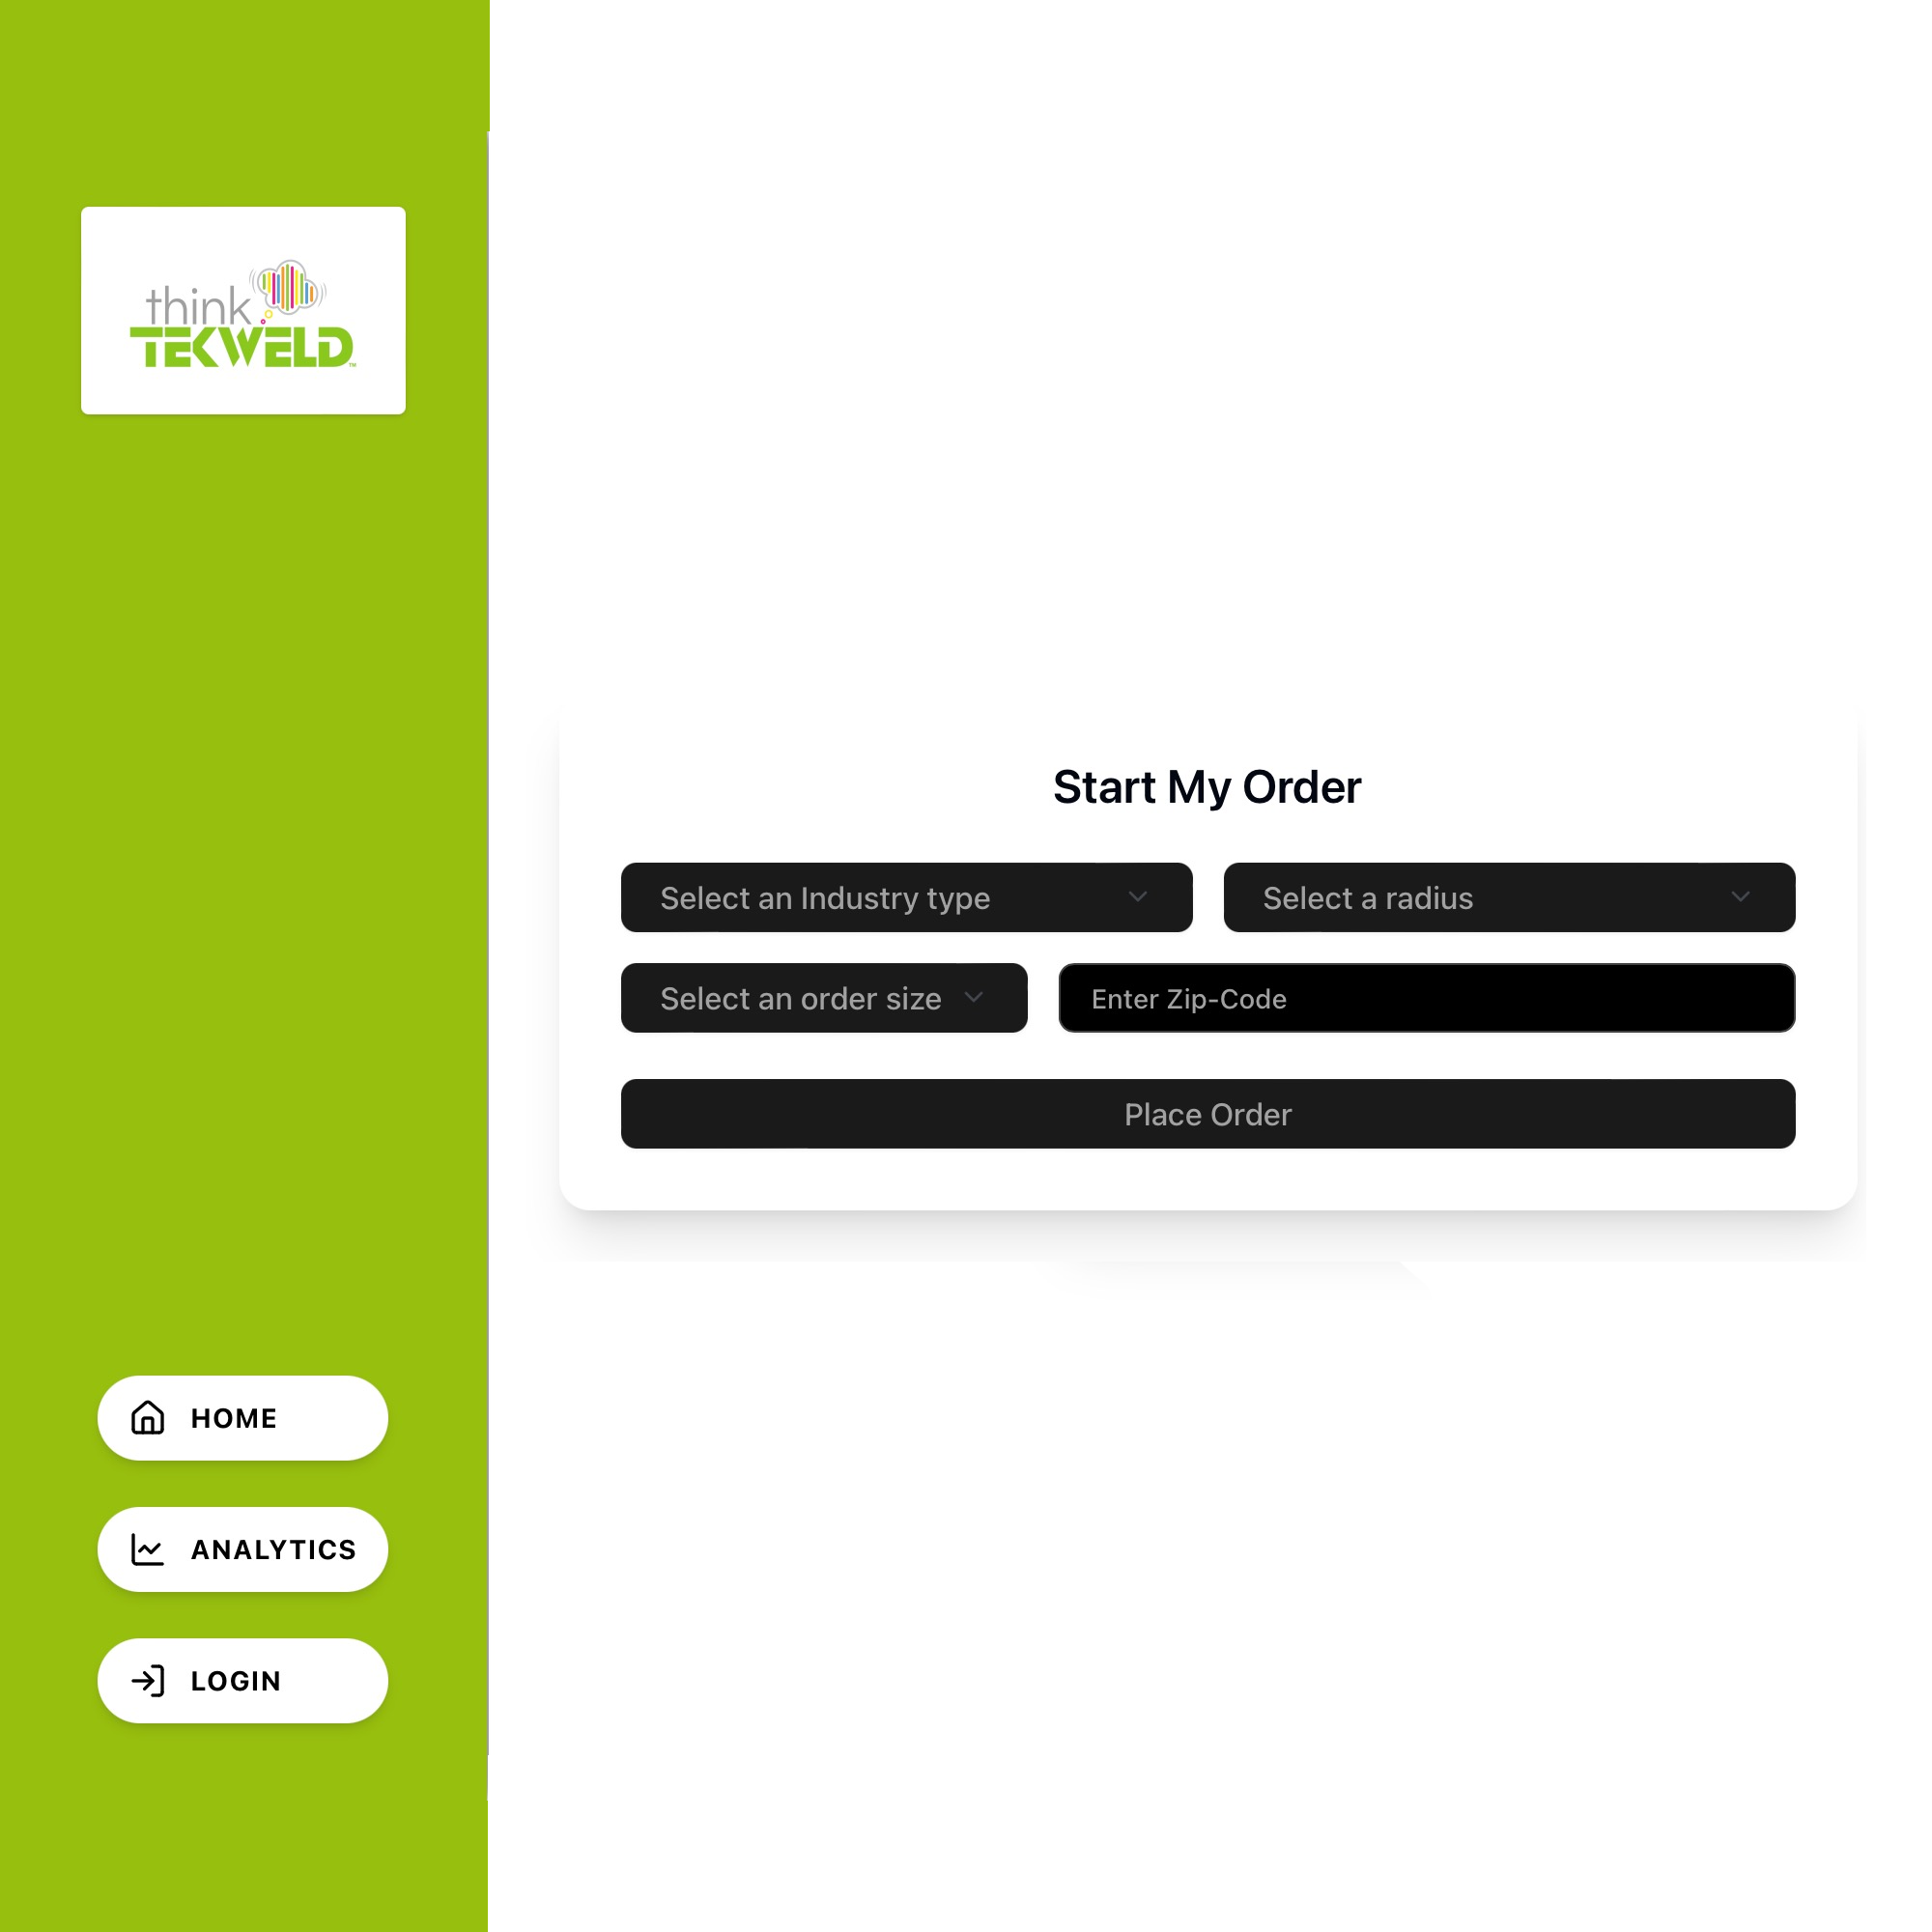 think
TEKWELD™
HOME
ANALYTICS
LOGIN
Start My Order
Select an Industry type
Select a radius
Select an order size
Enter Zip-Code
Place Order